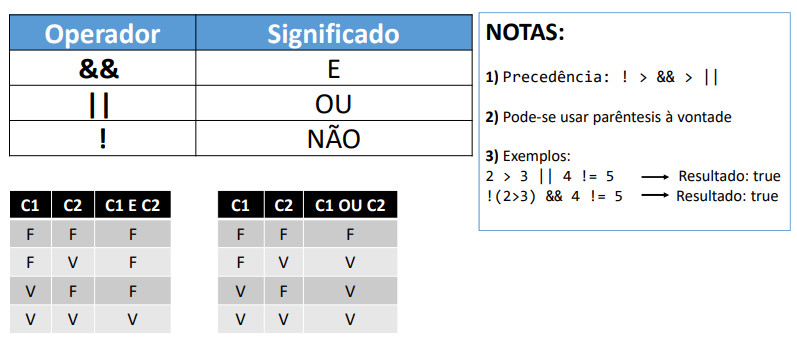 Operador Significado
&& E
|| OU
! NÃO
NOTAS:
1) Precedência: ! > && > ||
2) Pode-se usar parêntesis à vontade
3) Exemplos:
2 > 3 || 4 != 5 Resultado: true
!(2>3) && 4 != 5 Resultado: true
C1 C2 C1 E C2
F F F
F V F
V F F
V V V
C1 C2 C1 OU C2
F F F
F V V
V F V
V V V